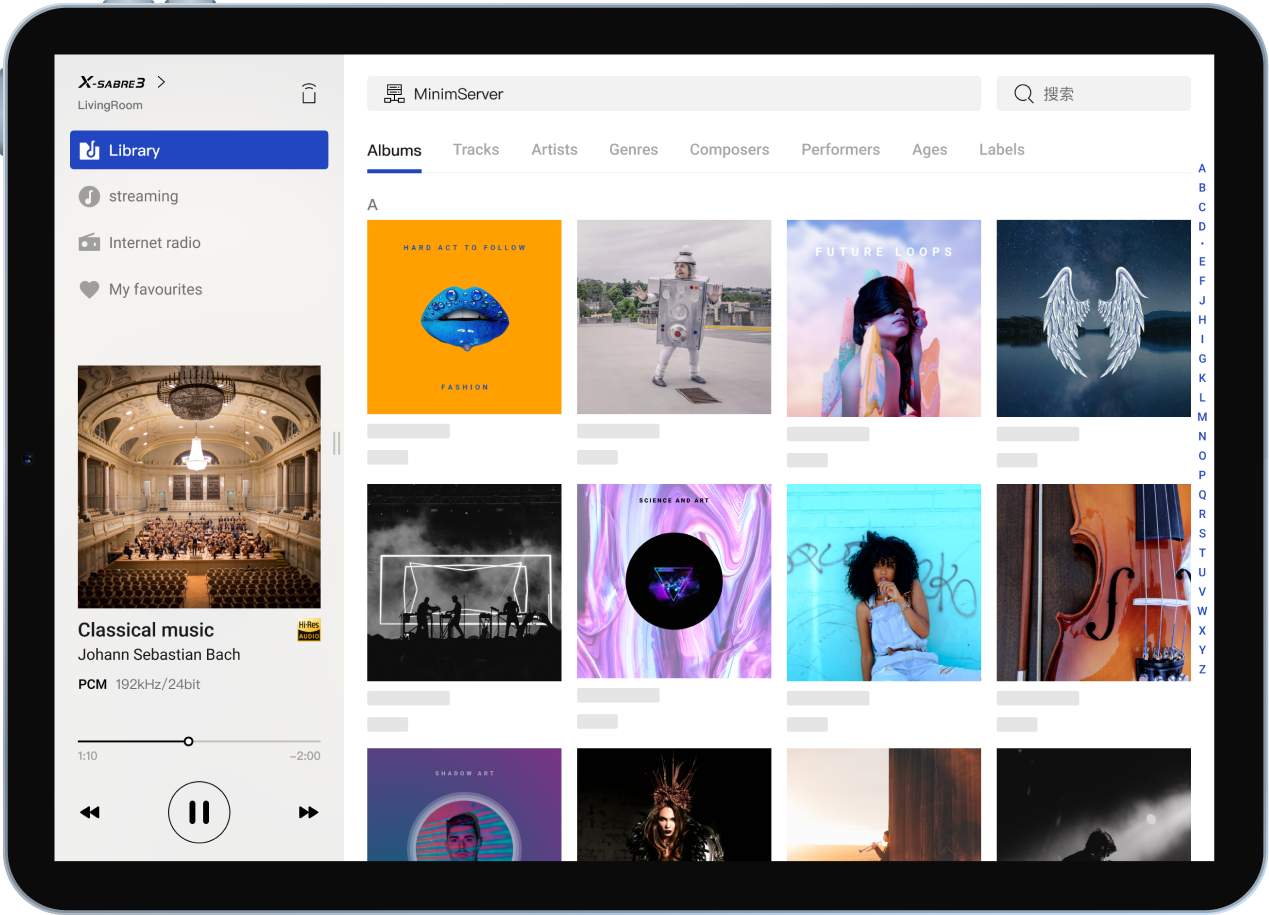 X-SABRE3
LivingRoom
Library
streaming
Internet radio
My favourites
Classical music
Hi-Res
AUDIO
Johann Sebastian Bach
PCM 192kHz/24bit
1:10
−2:00
MinimServer
搜索
Albums
Tracks
Artists
Genres
Composers
Performers
Ages
Labels
A
HARD ACT TO FOLLOW
FASHION
FUTURE LOOPS
SCIENCE AND ART
SHADOW ART
A
B
C
D
·
E
F
J
H
I
G
K
L
M
N
O
P
Q
R
S
T
U
V
W
X
Y
Z